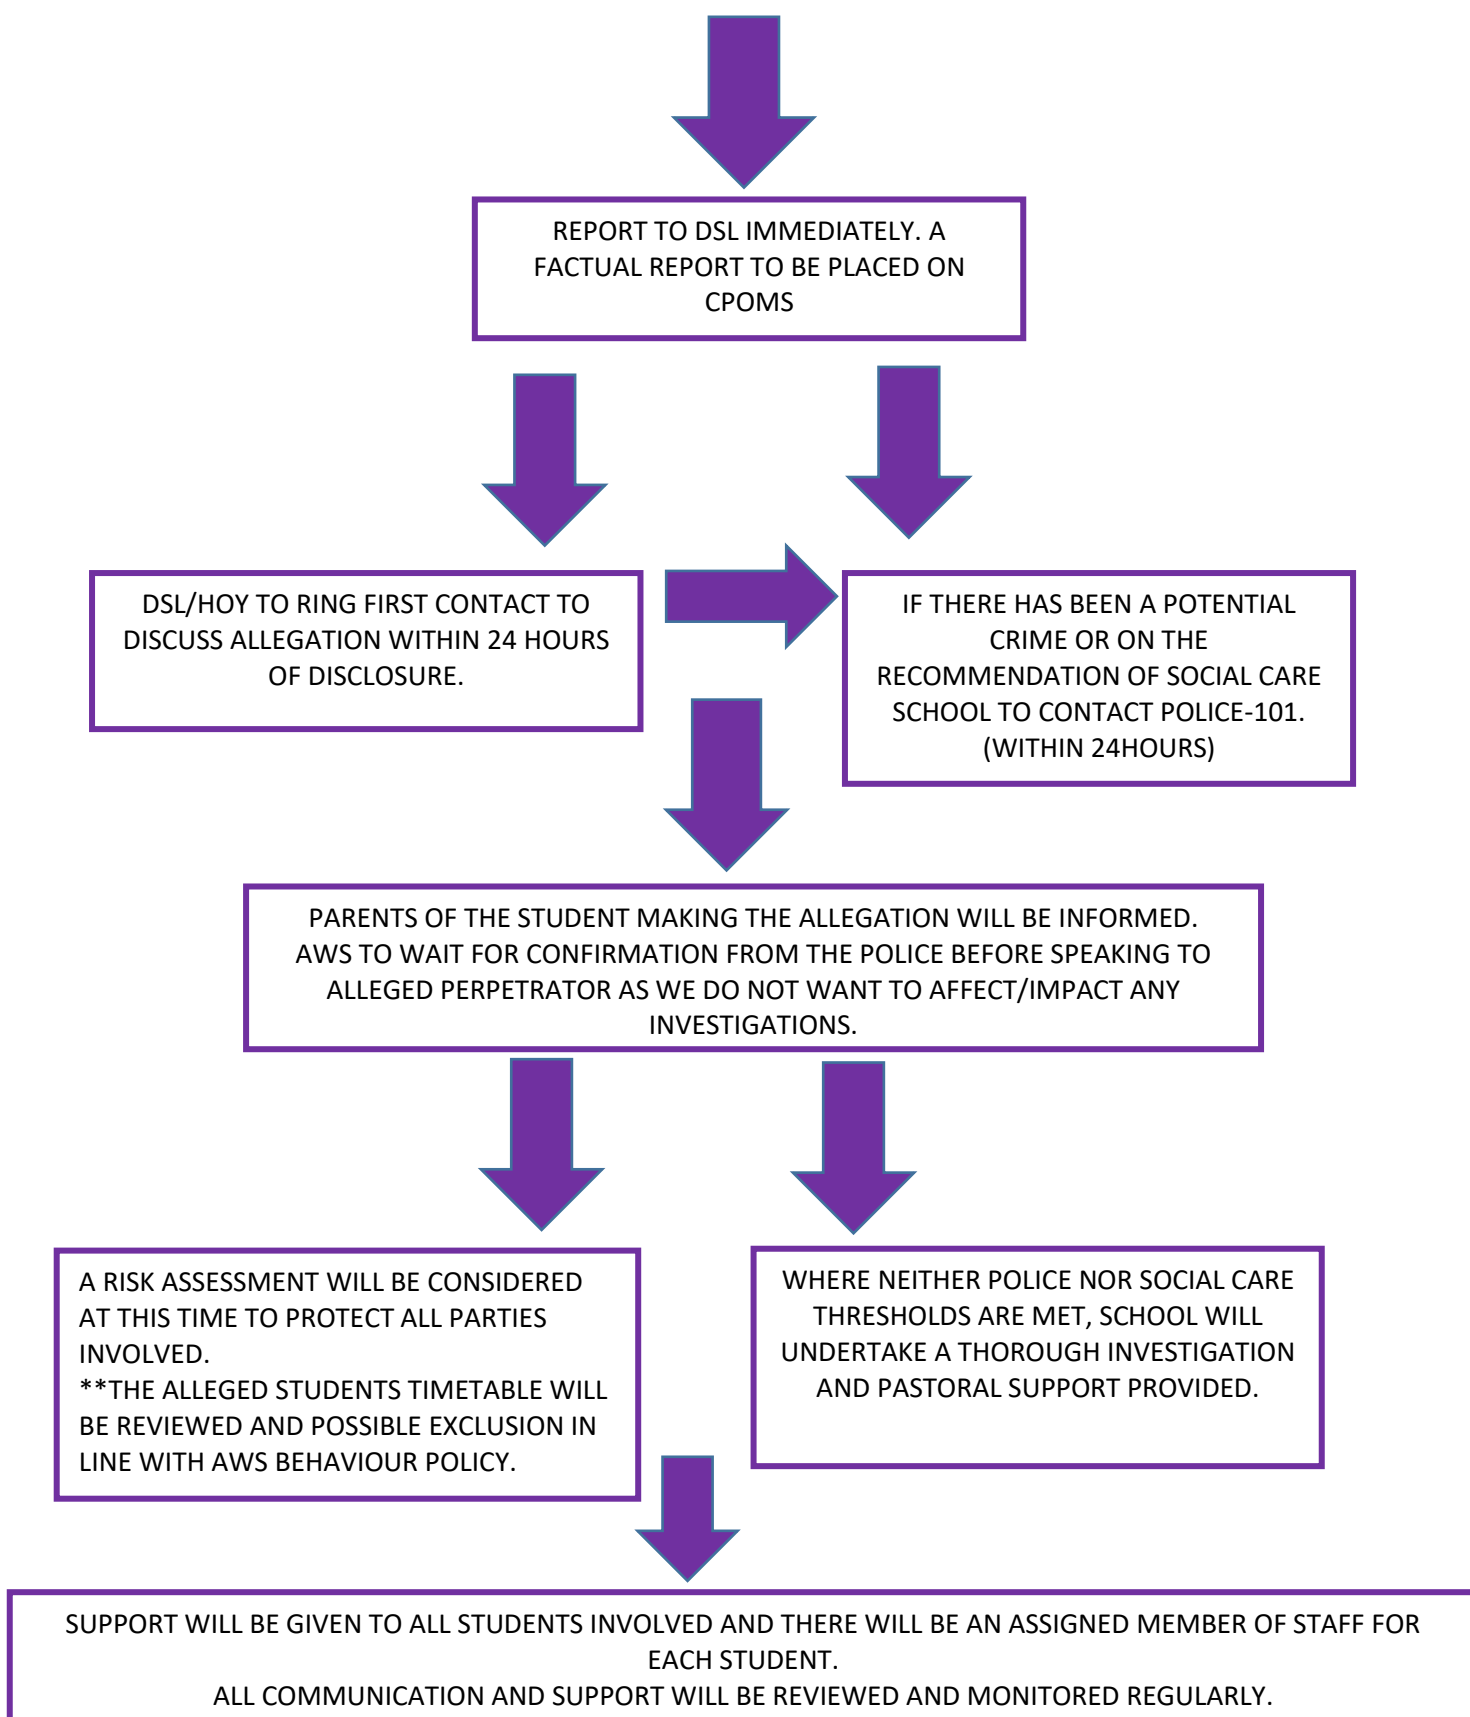 REPORT TO DSL IMMEDIATELY. A
FACTUAL REPORT TO BE PLACED ON
CPOMS
DSL/HOY TO RING FIRST CONTACT TO
DISCUSS ALLEGATION WITHIN 24 HOURS
OF DISCLOSURE.
IF THERE HAS BEEN A POTENTIAL
CRIME OR ON THE
RECOMMENDATION OF SOCIAL CARE
SCHOOL TO CONTACT POLICE-101.
(WITHIN 24HOURS)
PARENTS OF THE STUDENT MAKING THE ALLEGATION WILL BE INFORMED.
AWS TO WAIT FOR CONFIRMATION FROM THE POLICE BEFORE SPEAKING TO
ALLEGED PERPETRATOR AS WE DO NOT WANT TO AFFECT/IMPACT ANY
INVESTIGATIONS.
A RISK ASSESSMENT WILL BE CONSIDERED
AT THIS TIME TO PROTECT ALL PARTIES
INVOLVED.
**THE ALLEGED STUDENTS TIMETABLE WILL
BE REVIEWED AND POSSIBLE EXCLUSION IN
LINE WITH AWS BEHAVIOUR POLICY.
WHERE NEITHER POLICE NOR SOCIAL CARE
THRESHOLDS ARE MET, SCHOOL WILL
UNDERTAKE A THOROUGH INVESTIGATION
AND PASTORAL SUPPORT PROVIDED.
SUPPORT WILL BE GIVEN TO ALL STUDENTS INVOLVED AND THERE WILL BE AN ASSIGNED MEMBER OF STAFF FOR
EACH STUDENT.
ALL COMMUNICATION AND SUPPORT WILL BE REVIEWED AND MONITORED REGULARLY.